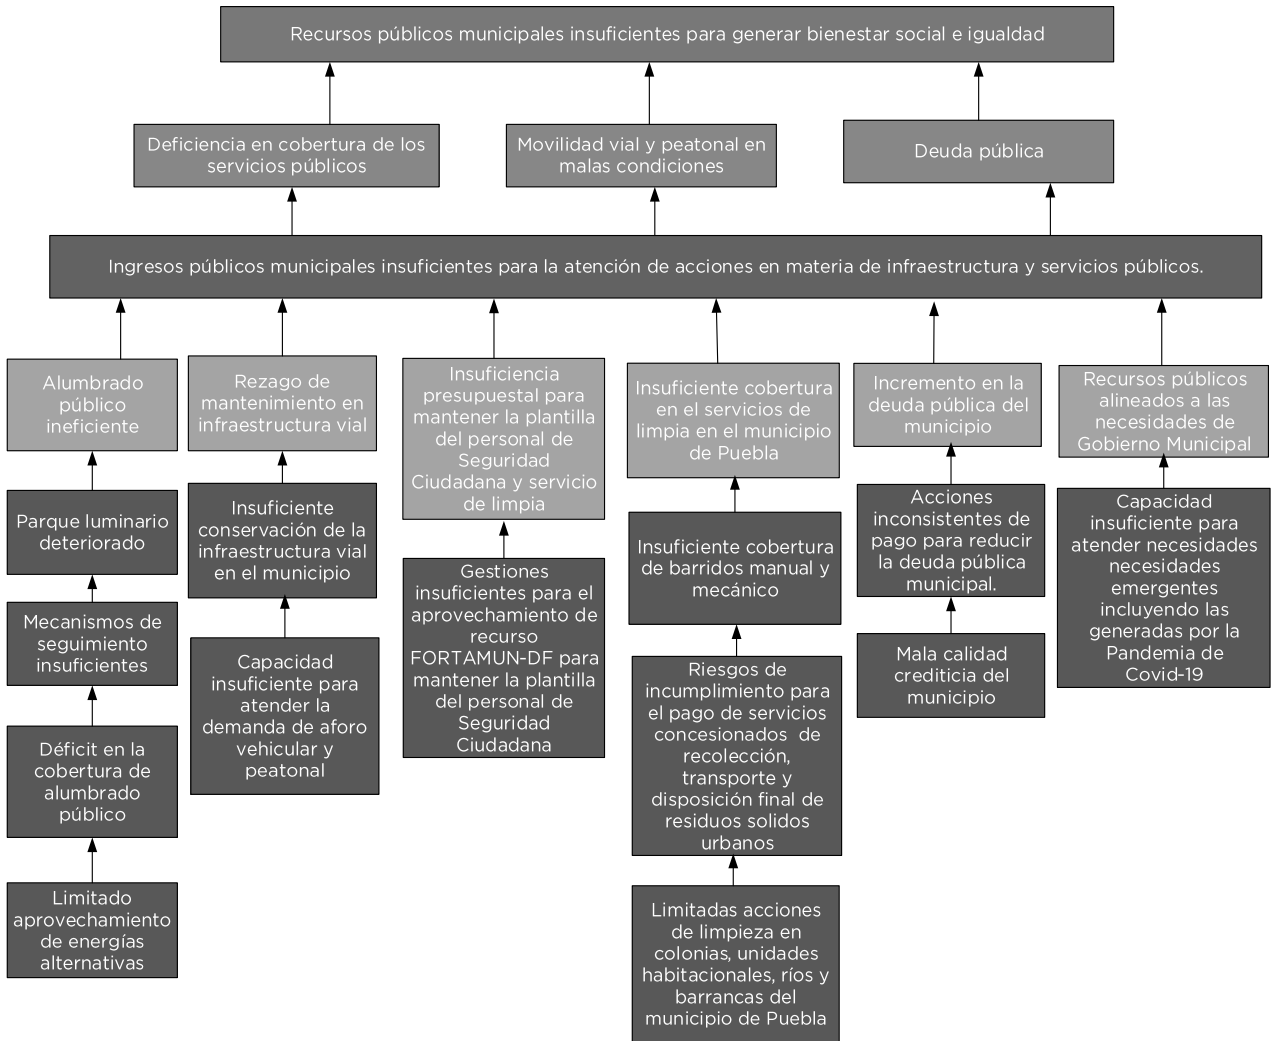 Recursos públicos municipales insuficientes para generar bienestar social e igualdad
Deficiencia en cobertura de los
servicios públicos
Movilidad vial y peatonal en
malas condiciones
Deuda pública
Ingresos públicos municipales insuficientes para la atención de acciones en materia de infraestructura y servicios públicos.
Alumbrado
público
ineficiente
Parque luminario
deteriorado
Mecanismos de
seguimiento
insuficientes
Déficit en la
cobertura de
alumbrado
público
Limitado
aprovechamiento
de energías
alternativas
Rezago de
mantenimiento en
infraestructura vial
Insuficiente
conservación de la
infraestructura vial
en el municipio
Capacidad
insuficiente para
atender la
demanda de aforo
vehicular y
peatonal
Insuficiencia
presupuestal para
mantener la plantilla
del personal de
Seguridad
Ciudadana y servicio
de limpia
Gestiones
insuficientes para el
aprovechamiento de
recurso
FORTAMUN-DF para
mantener la plantilla
del personal de
Seguridad
Ciudadana
Insuficiente cobertura
en el servicios de
limpia en el municipio
de Puebla
Insuficiente cobertura
de barridos manual y
mecánico
Riesgos de
incumplimiento para
el pago de servicios
concesionados de
recolección,
transporte y
disposición final de
residuos solidos
urbanos
Limitadas acciones
de limpieza en
colonias, unidades
habitacionales, ríos y
barrancas del
municipio de Puebla
Incremento en la
deuda pública del
municipio
Acciones
inconsistentes de
pago para reducir
la deuda pública
municipal.
Mala calidad
crediticia del
municipio
Recursos públicos
alineados a las
necesidades de
Gobierno Municipal
Capacidad
insuficiente para
atender necesidades
necesidades
emergentes
incluyendo las
generadas por la
Pandemia de
Covid-19